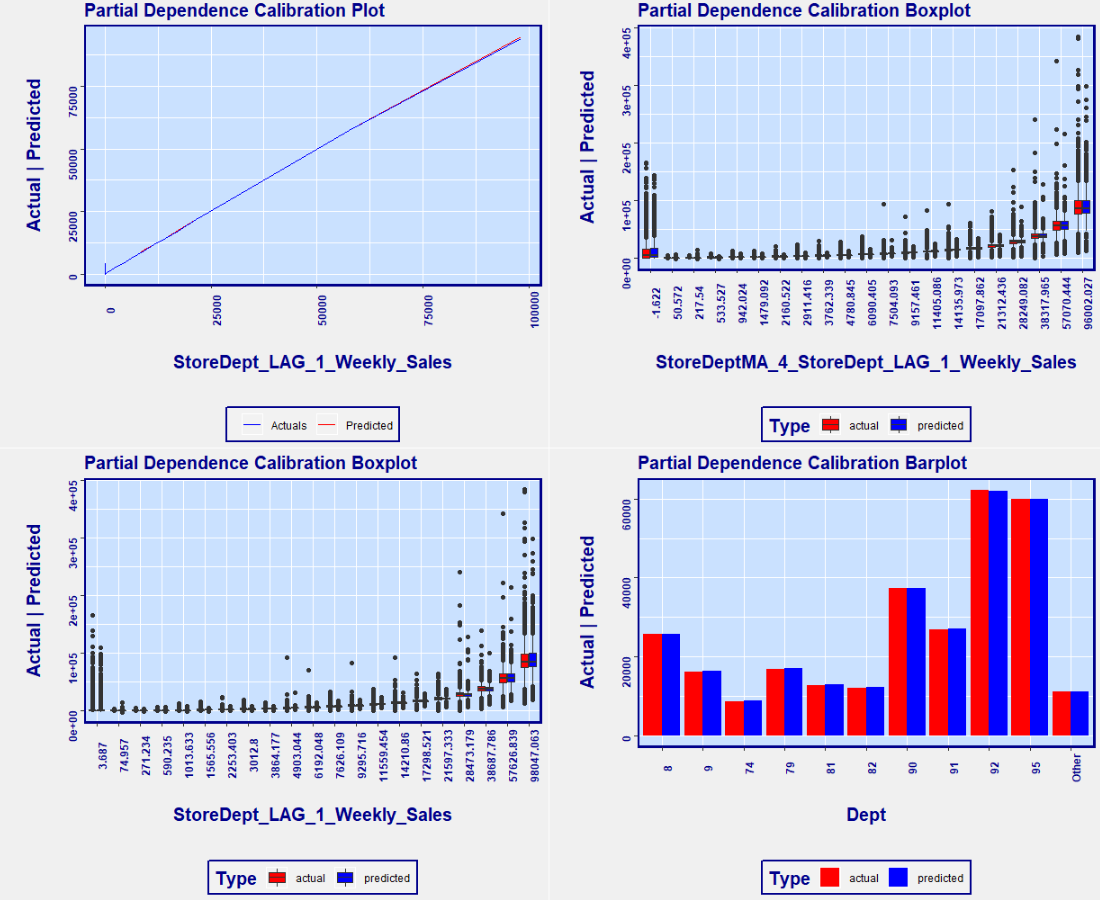 Partial Dependence Calibration Plot
Actual | Predicted
75000
50000
25000
0
0
25000
50000
75000
100000
StoreDept_LAG_1_Weekly_Sales
Actuals
Predicted
Partial Dependence Calibration Boxplot
Actual | Predicted
4e+05
3e+05
2e+05
1e+05
0e+00
-1.622
50.572
217.54
533.527
942.024
1479.092
2160.522
2911.416
3762.339
4780.845
6090.405
7504.093
9157.461
11405.086
14135.973
17097.862
21312.436
28249.082
38317.965
57070.444
96002.027
StoreDeptMA_4_StoreDept_LAG_1_Weekly_Sales
Type
actual
predicted
Partial Dependence Calibration Boxplot
Actual | Predicted
4e+05
3e+05
2e+05
1e+05
0e+00
3.687
74.957
271.234
590.235
1013.633
1565.556
2253.403
3012.8
3864.177
4903.044
6192.048
7626.109
9295.716
11559.454
14210.86
17298.521
21597.333
28473.179
38687.786
57626.839
98047.063
StoreDept_LAG_1_Weekly_Sales
Type
actual
predicted
Partial Dependence Calibration Barplot
Actual | Predicted
60000
40000
20000
0
8
9
74
79
81
82
90
91
92
95
Other
Dept
Type
actual
predicted